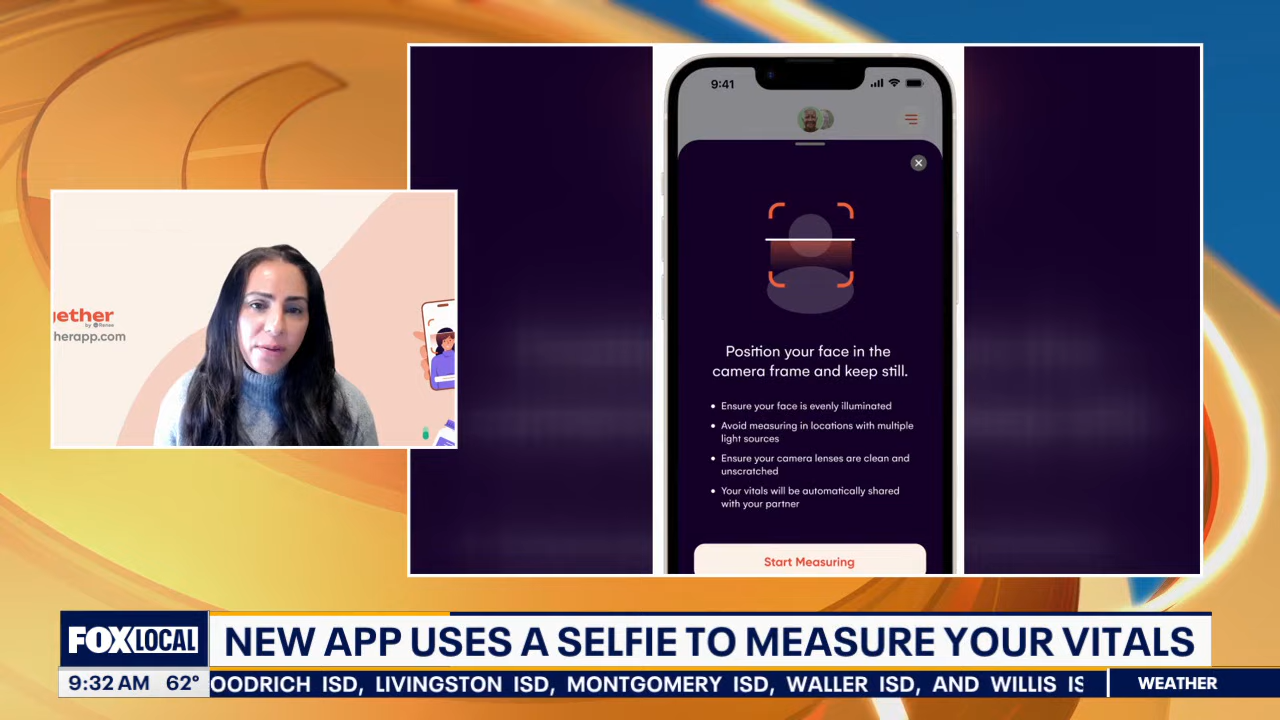 9:41
Position your face in the
camera frame and keep still.
• Ensure your face is evenly illuminated
• Avoid measuring in locations with multiple
light sources
• Ensure your camera lenses are clean and
unscratched
• Your vitals will be automatically shared
with your partner
Start Measuring
ether
by Renee
herapp.com
FOX LOCAL
NEW APP USES A SELFIE TO MEASURE YOUR VITALS
9:32 AM 62°
OODRICH ISD, LIVINGSTON ISD, MONTGOMERY ISD, WALLER ISD, AND WILLIS IS
WEATHER